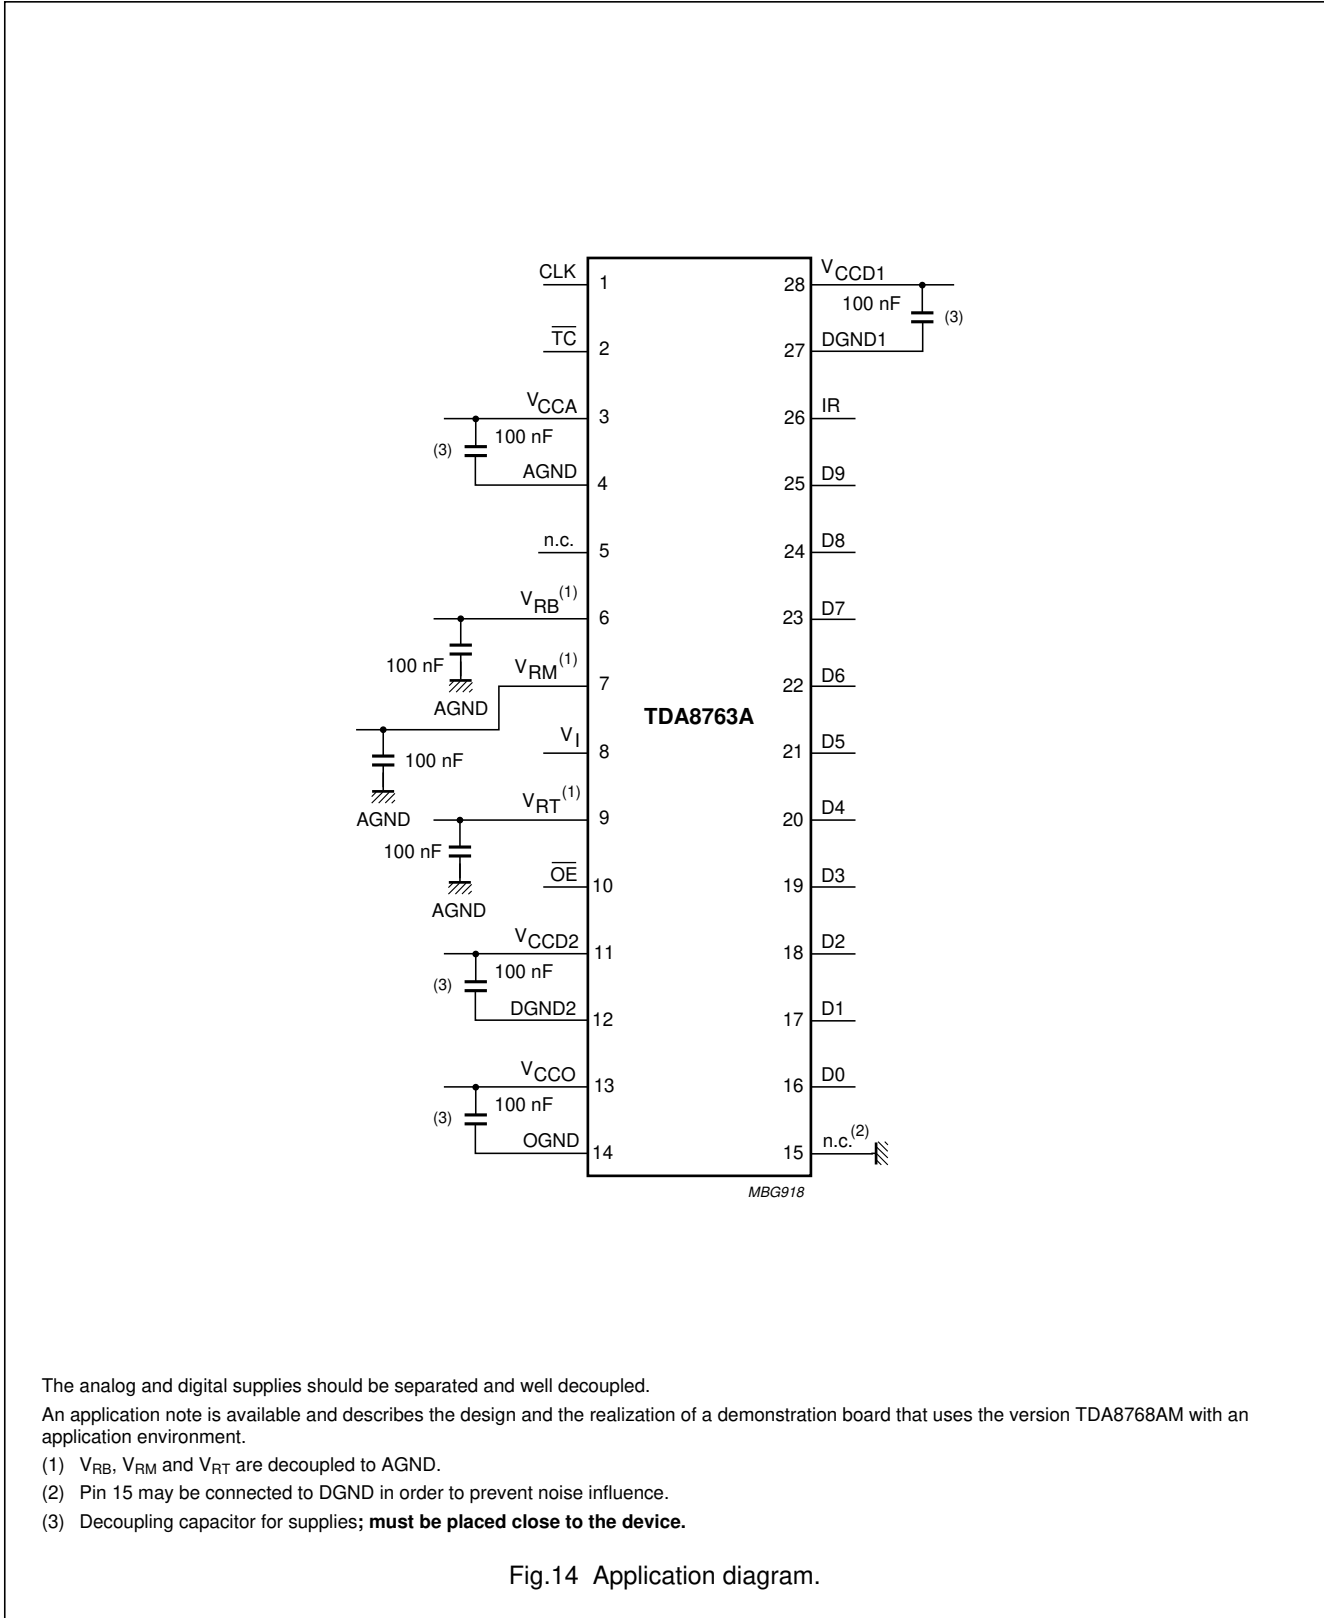 CLK 1
TC 2
VCCA 3
100 nF
(3)
AGND 4
n.c. 5
VRB(1) 6
100 nF
AGND
VRM(1) 7
100 nF
AGND
VI 8
VRT(1) 9
100 nF
AGND
OE 10
VCCD2 11
100 nF
(3)
DGND2 12
VCCO 13
100 nF
(3)
OGND 14
TDA8763A
28 VCCD1
100 nF
(3)
27 DGND1
26 IR
25 D9
24 D8
23 D7
22 D6
21 D5
20 D4
19 D3
18 D2
17 D1
16 D0
15 n.c.(2)
MBG918
The analog and digital supplies should be separated and well decoupled.
An application note is available and describes the design and the realization of a demonstration board that uses the version TDA8768AM with an
application environment.
(1) VRB, VRM and VRT are decoupled to AGND.
(2) Pin 15 may be connected to DGND in order to prevent noise influence.
(3) Decoupling capacitor for supplies; must be placed close to the device.
Fig.14 Application diagram.